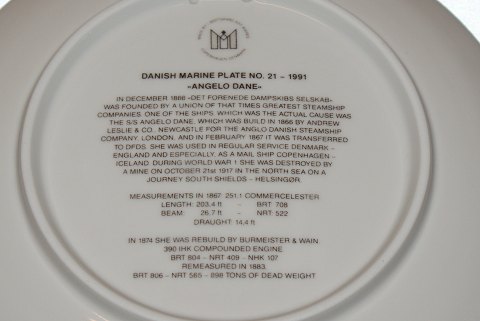 DANISH MARINE PLATE NO. 21 – 1991
«ANGELO DANE»
IN DECEMBER 1866 «DET FORENEDE DAMPSKIBS SELSKAB»
WAS FOUNDED BY A UNION OF THAT TIMES GREATEST STEAMSHIP
COMPANIES. ONE OF THE SHIPS, WHICH WAS THE ACTUAL CAUSE WAS
THE S/S ANGELO DANE, WHICH WAS BUILD IN 1866 BY ANDREW
LESLIE & CO., NEWCASTLE FOR THE ANGLO DANISH STEAMSHIP
COMPANY, LONDON, AND IN FEBRUARY 1867 IT WAS TRANSFERRED
TO DFDS. SHE WAS USED IN REGULAR SERVICE DENMARK –
ENGLAND AND ESPECIALLY, AS A MAIL SHIP COPENHAGEN –
ICELAND. DURING WORLD WAR 1 SHE WAS DESTROYED BY
A MINE ON OCTOBER 21st 1917 IN THE NORTH SEA ON A
JOURNEY SOUTH SHIELDS – HELSINGØR.
MEASUREMENTS IN 1867: 251.1 COMMERCELESTER
LENGTH: 203.4 ft - BRT 708
BEAM: 26.7 ft - NRT 522
DRAUGHT: 14.4 ft
IN 1874 SHE WAS REBUILD BY BURMEISTER & WAIN
390 IHK COMPOUNDED ENGINE
BRT 804 – NRT 409 – NHK 107
REMEASURED IN 1883.
BRT 806 – NRT 565 – 898 TONS OF DEAD WEIGHT